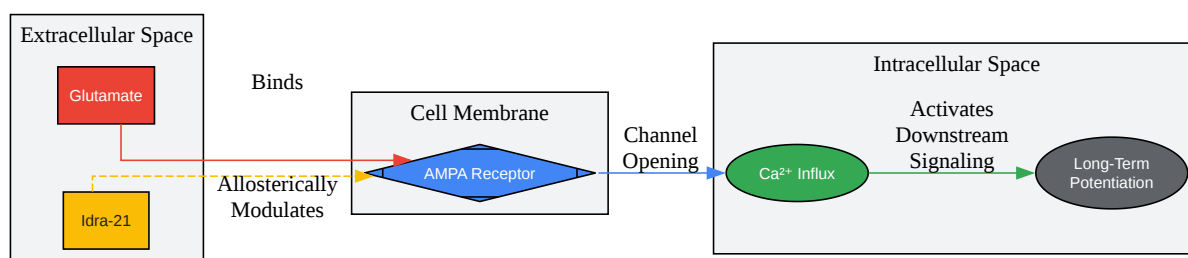 Extracellular Space
Glutamate
Idra-21
Binds
Allosterically
Modulates
Cell Membrane
AMPA Receptor
Channel
Opening
Intracellular Space
Ca²⁺ Influx
Activates
Downstream
Signaling
Long-Term
Potentiation